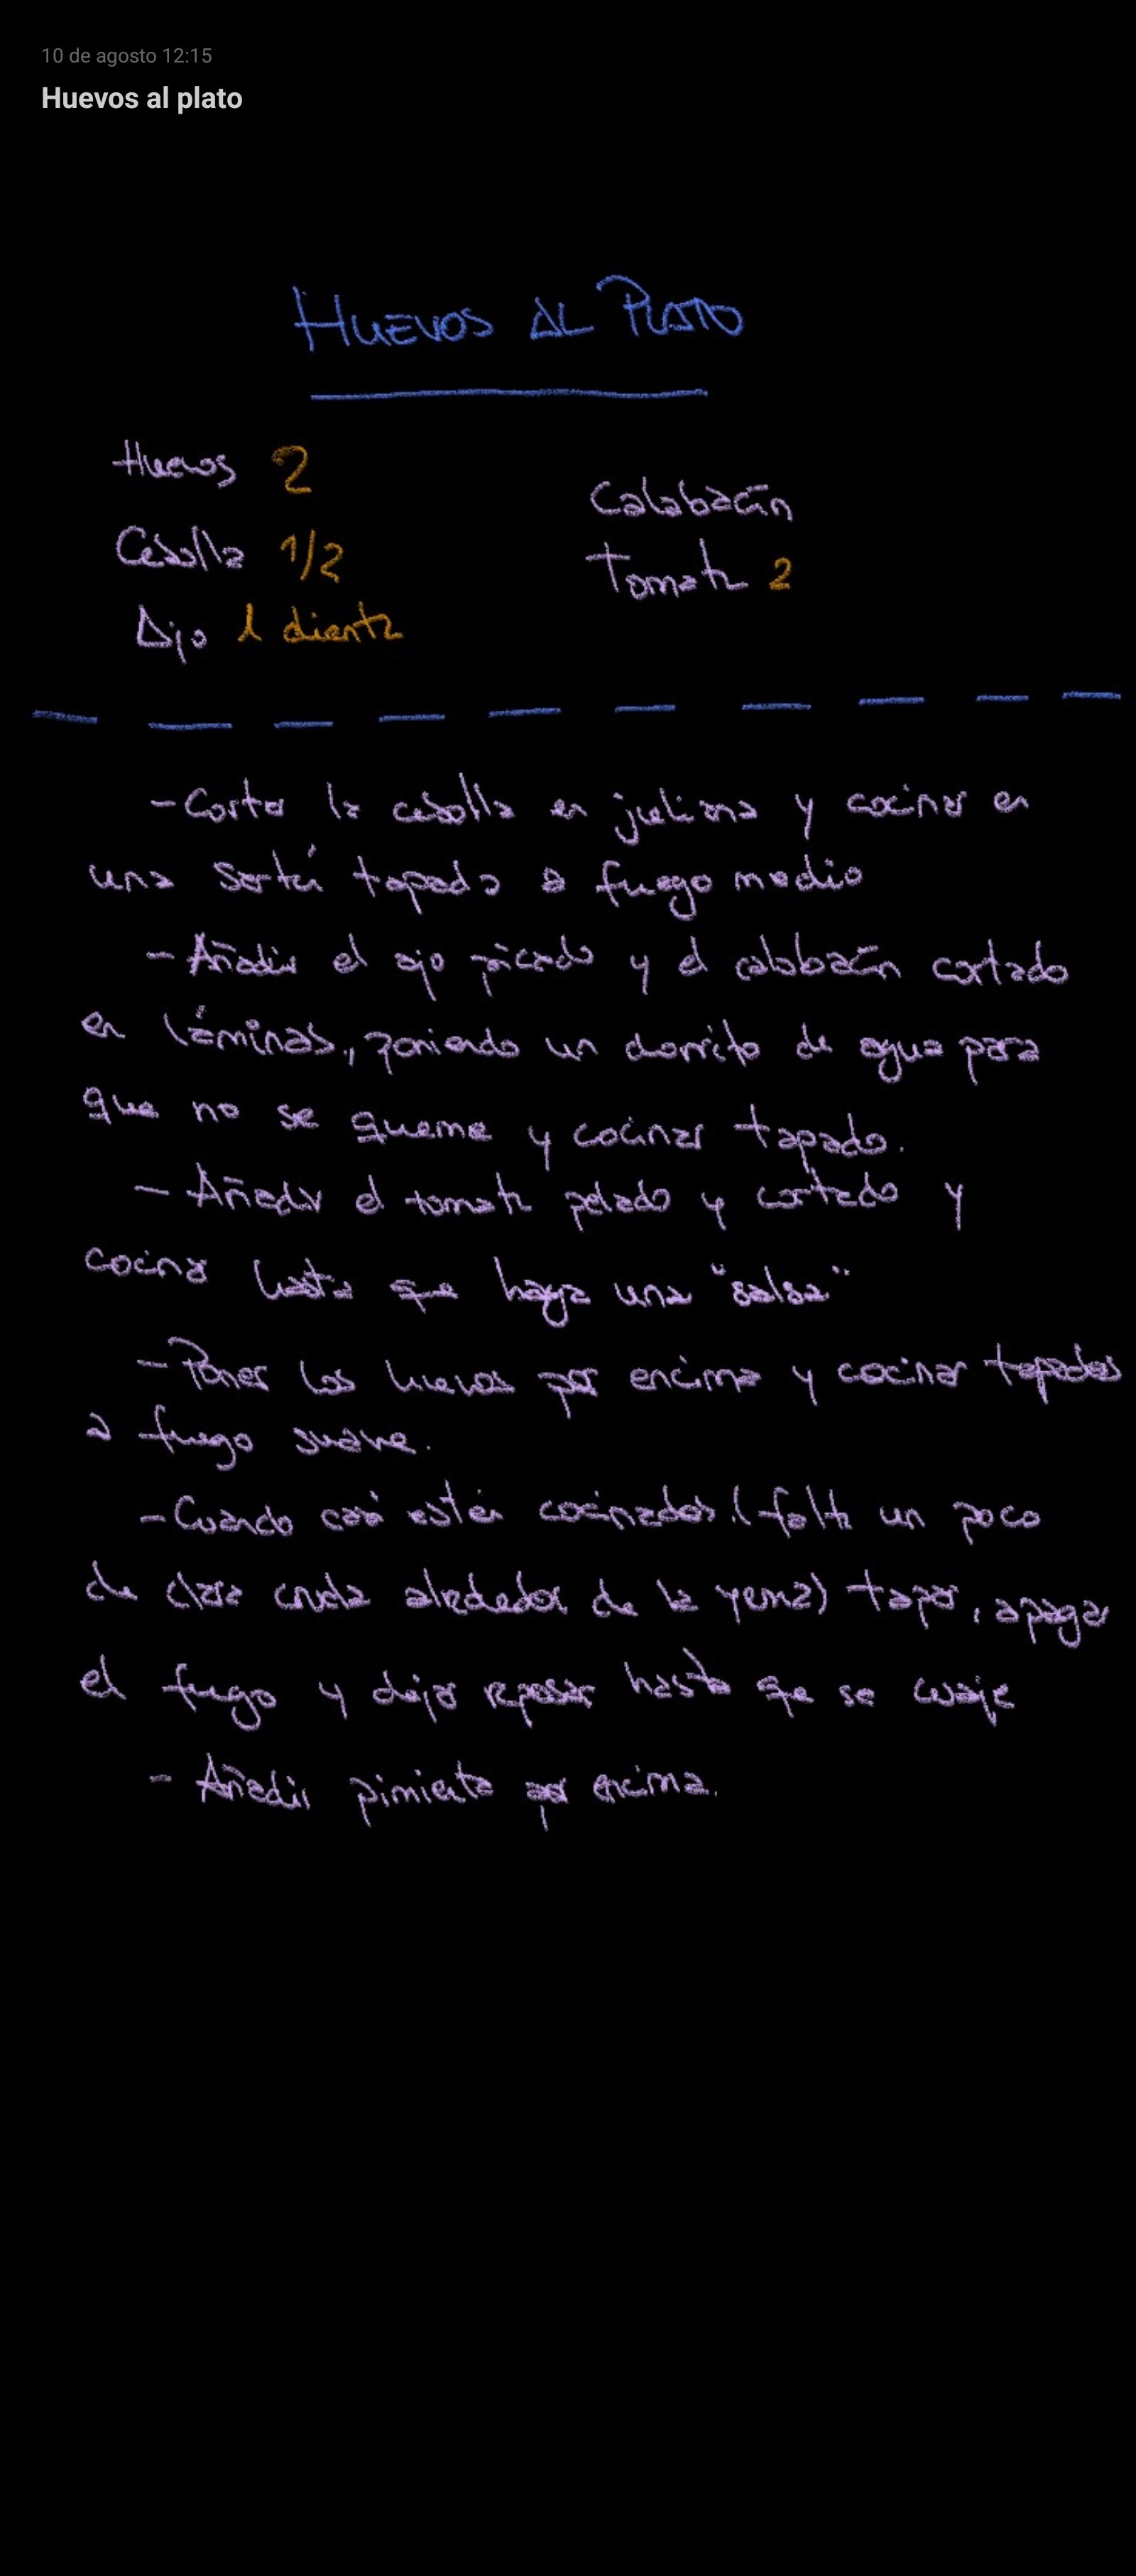 10 de agosto 12:15
Huevos al plato
HUEVOS AL PLATO
Huevos 2
Cebolla 1/2
Ajo 1 diente
Calabacín
Tomate 2
- Cortar la cebolla en juliana y cocinar en
una sartén tapada a fuego medio
- Añadir el ajo picado y el calabacín cortado
en láminas, poniendo un chorrito de agua para
que no se queme y cocinar tapado.
- Añadir el tomate pelado y cortado y
cocinar hasta que haya una "salsa"
- Poner los huevos por encima y cocinar tapados
a fuego suave.
- Cuando casi estén cocinados (falte un poco
de clara cruda alrededor de la yema) tapar, apagar
el fuego y dejar reposar hasta que se cuaje
- Añadir pimienta por encima.